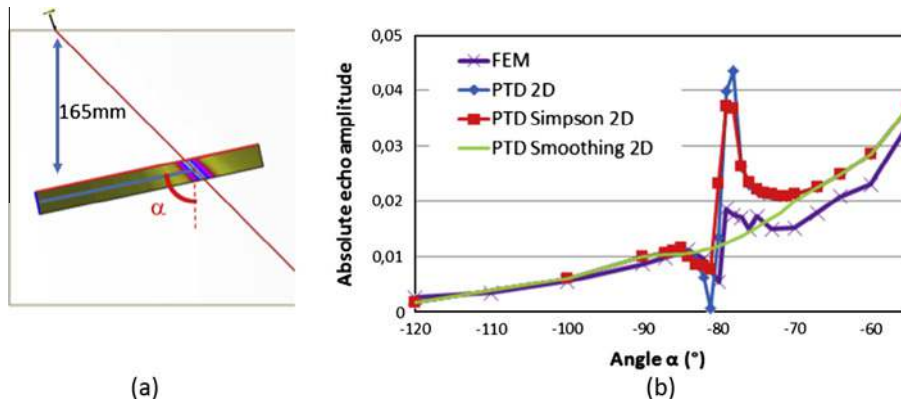 165mm
α
(a)
Absolute echo amplitude
0,05
0,04
0,03
0,02
0,01
0
FEM
PTD 2D
PTD Simpson 2D
PTD Smoothing 2D
-120
-110
-100
-90
-80
-70
-60
Angle α (°)
(b)